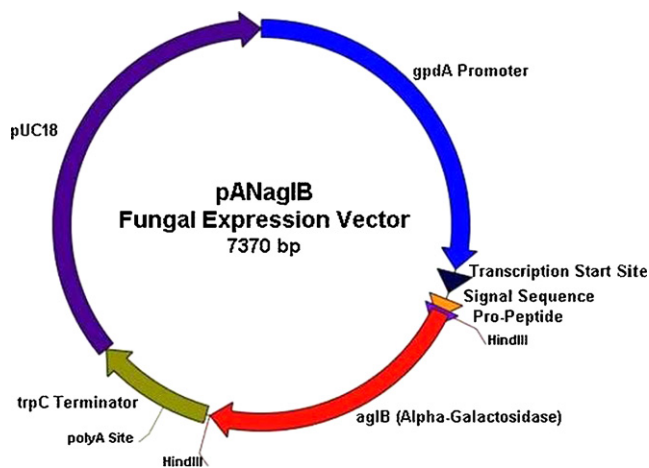 gpdA Promoter
pUC18
pANaglB
Fungal Expression Vector
7370 bp
Transcription Start Site
Signal Sequence
Pro-Peptide
HindIII
aglB (Alpha-Galactosidase)
trpC Terminator
polyA Site
HindIII